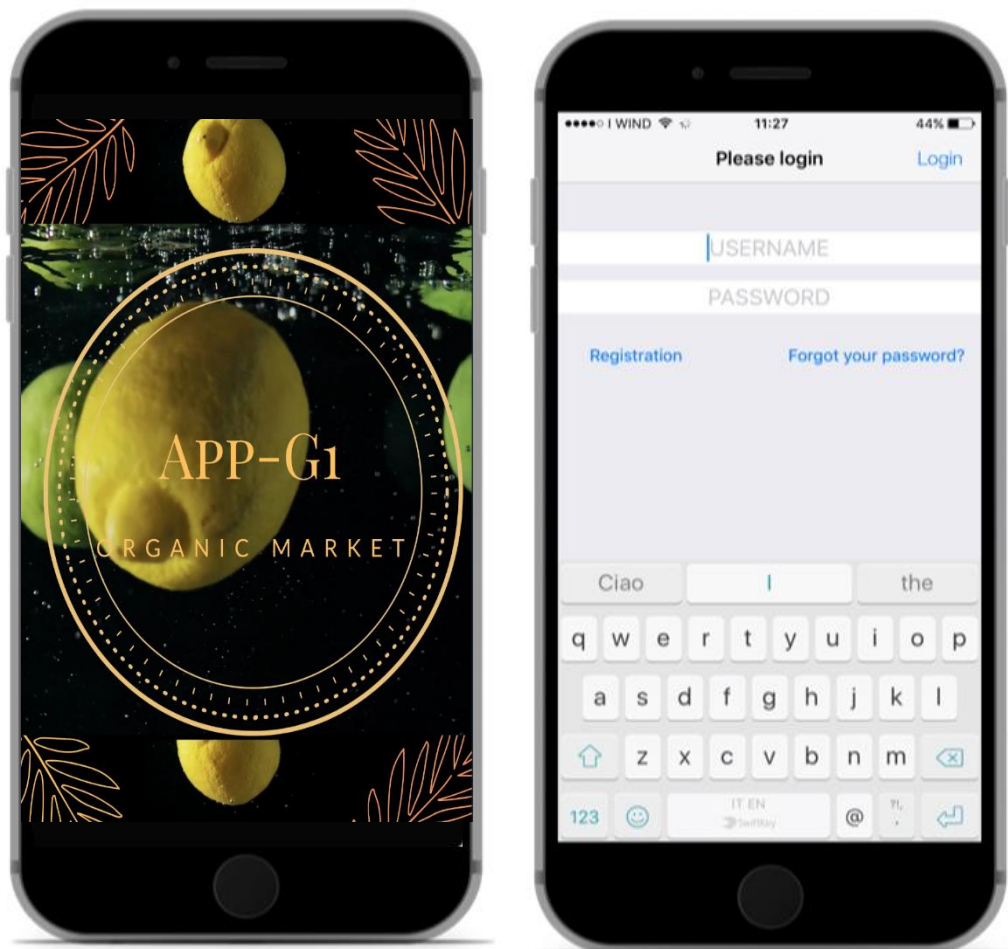 APP-G1
ORGANIC MARKET
I WIND 11:27 44%
Please login Login
USERNAME
PASSWORD
Registration Forgot your password?
Ciao I the
q w e r t y u i o p
a s d f g h j k l
z x c v b n m
IT EN
123 SwiftKey @ ?!,